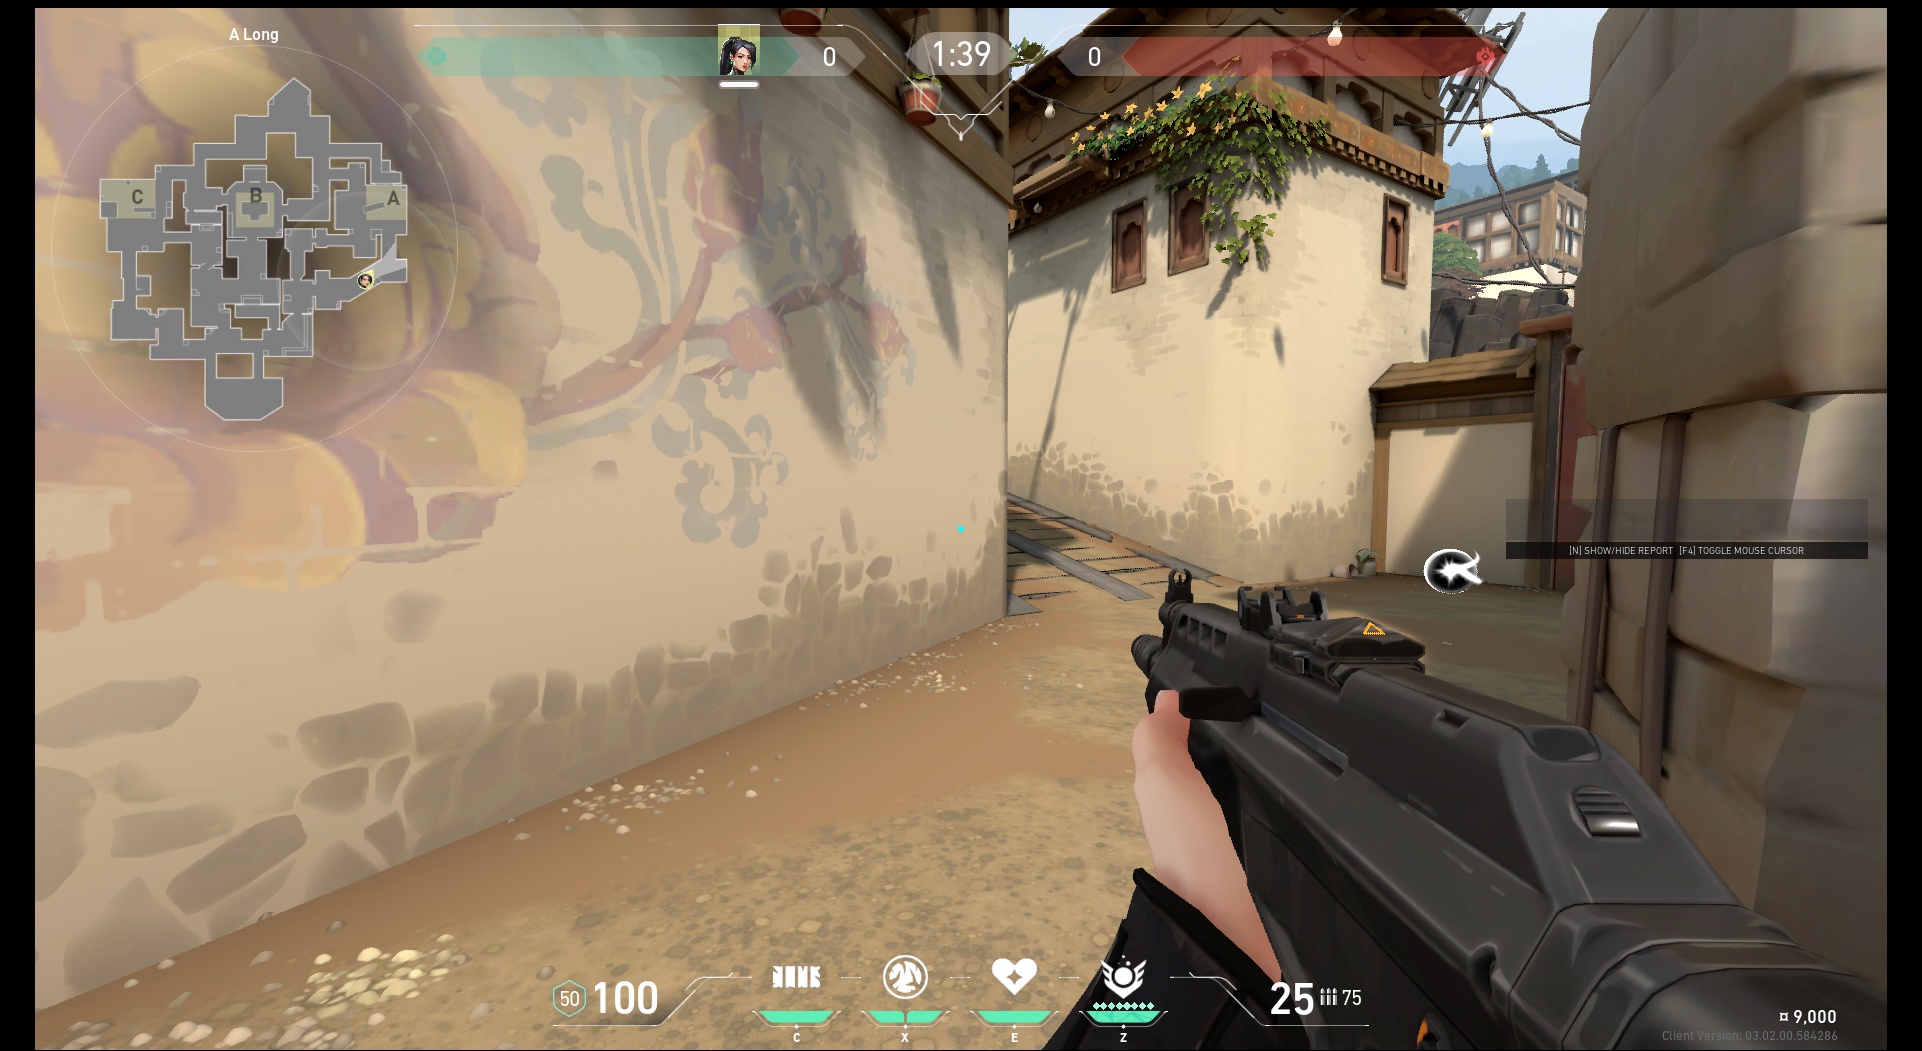 A Long
0
1:39
0
C
B
A
[N] SHOW/HIDE REPORT [F4] TOGGLE MOUSE CURSOR
50
100
25
75
C
X
E
Z
¤ 9,000
Client Version: 03.02.00.584286